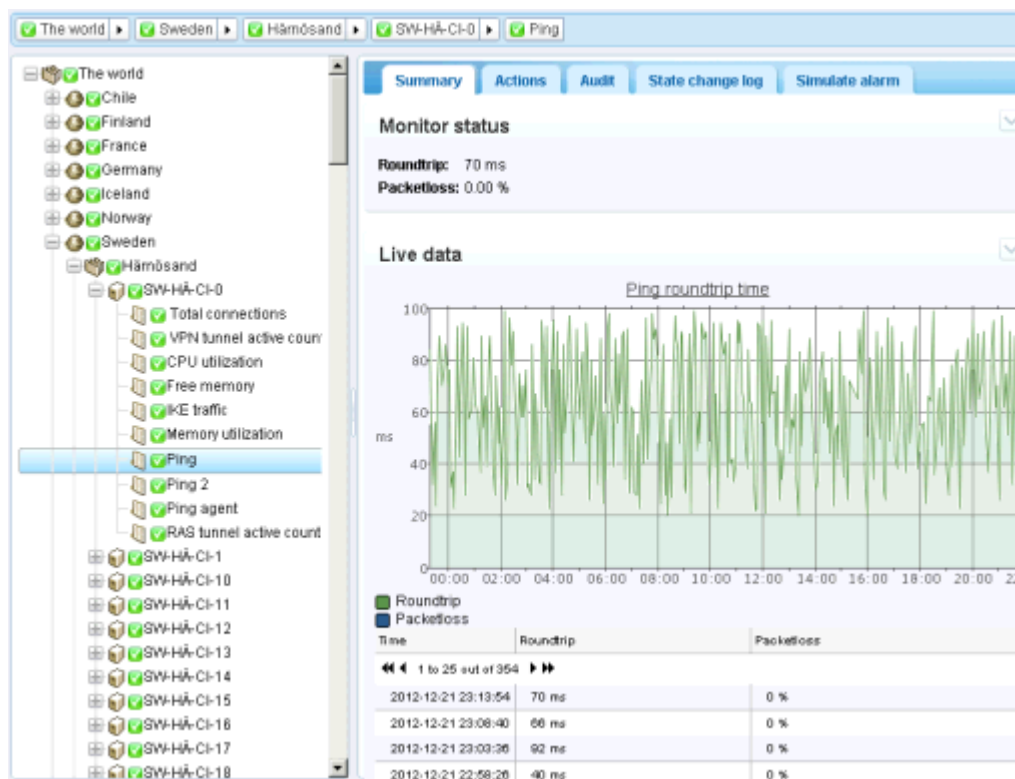 The world Sweden Härnösand SW-HÄ-CI-0 Ping
The world
Chile
Finland
France
Germany
Iceland
Norway
Sweden
Härnösand
SW-HÄ-CI-0
Total connections
VPN tunnel active coun
CPU utilization
Free memory
IKE traffic
Memory utilization
Ping
Ping 2
Ping agent
RAS tunnel active count
SW-HÄ-CI-1
SW-HÄ-CI-10
SW-HÄ-CI-11
SW-HÄ-CI-12
SW-HÄ-CI-13
SW-HÄ-CI-14
SW-HÄ-CI-15
SW-HÄ-CI-16
SW-HÄ-CI-17
SW-HÄ-CI-18
Summary Actions Audit State change log Simulate alarm
Monitor status
Roundtrip: 70 ms
Packetloss: 0.00 %
Live data
Ping roundtrip time
100
80
60
ms
40
20
0
00:00 02:00 04:00 06:00 08:00 10:00 12:00 14:00 16:00 18:00 20:00 22
Roundtrip
Packetloss
Time Roundtrip Packetloss
1 to 25 out of 354
2012-12-21 23:13:54 70 ms 0 %
2012-12-21 23:08:40 66 ms 0 %
2012-12-21 23:03:36 92 ms 0 %
2012-12-21 22:58:26 40 ms 0 %